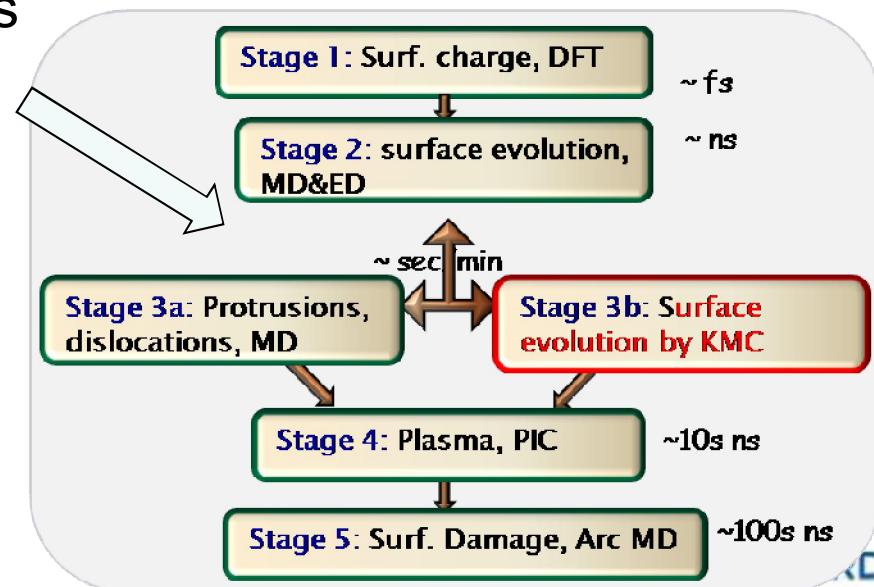 s
Stage 1: Surf. charge, DFT
~ fs
Stage 2: surface evolution,
MD&ED
~ ns
~ sec/min
Stage 3a: Protrusions,
dislocations, MD
Stage 3b: Surface
evolution by KMC
Stage 4: Plasma, PIC
~10s ns
Stage 5: Surf. Damage, Arc MD
~100s ns